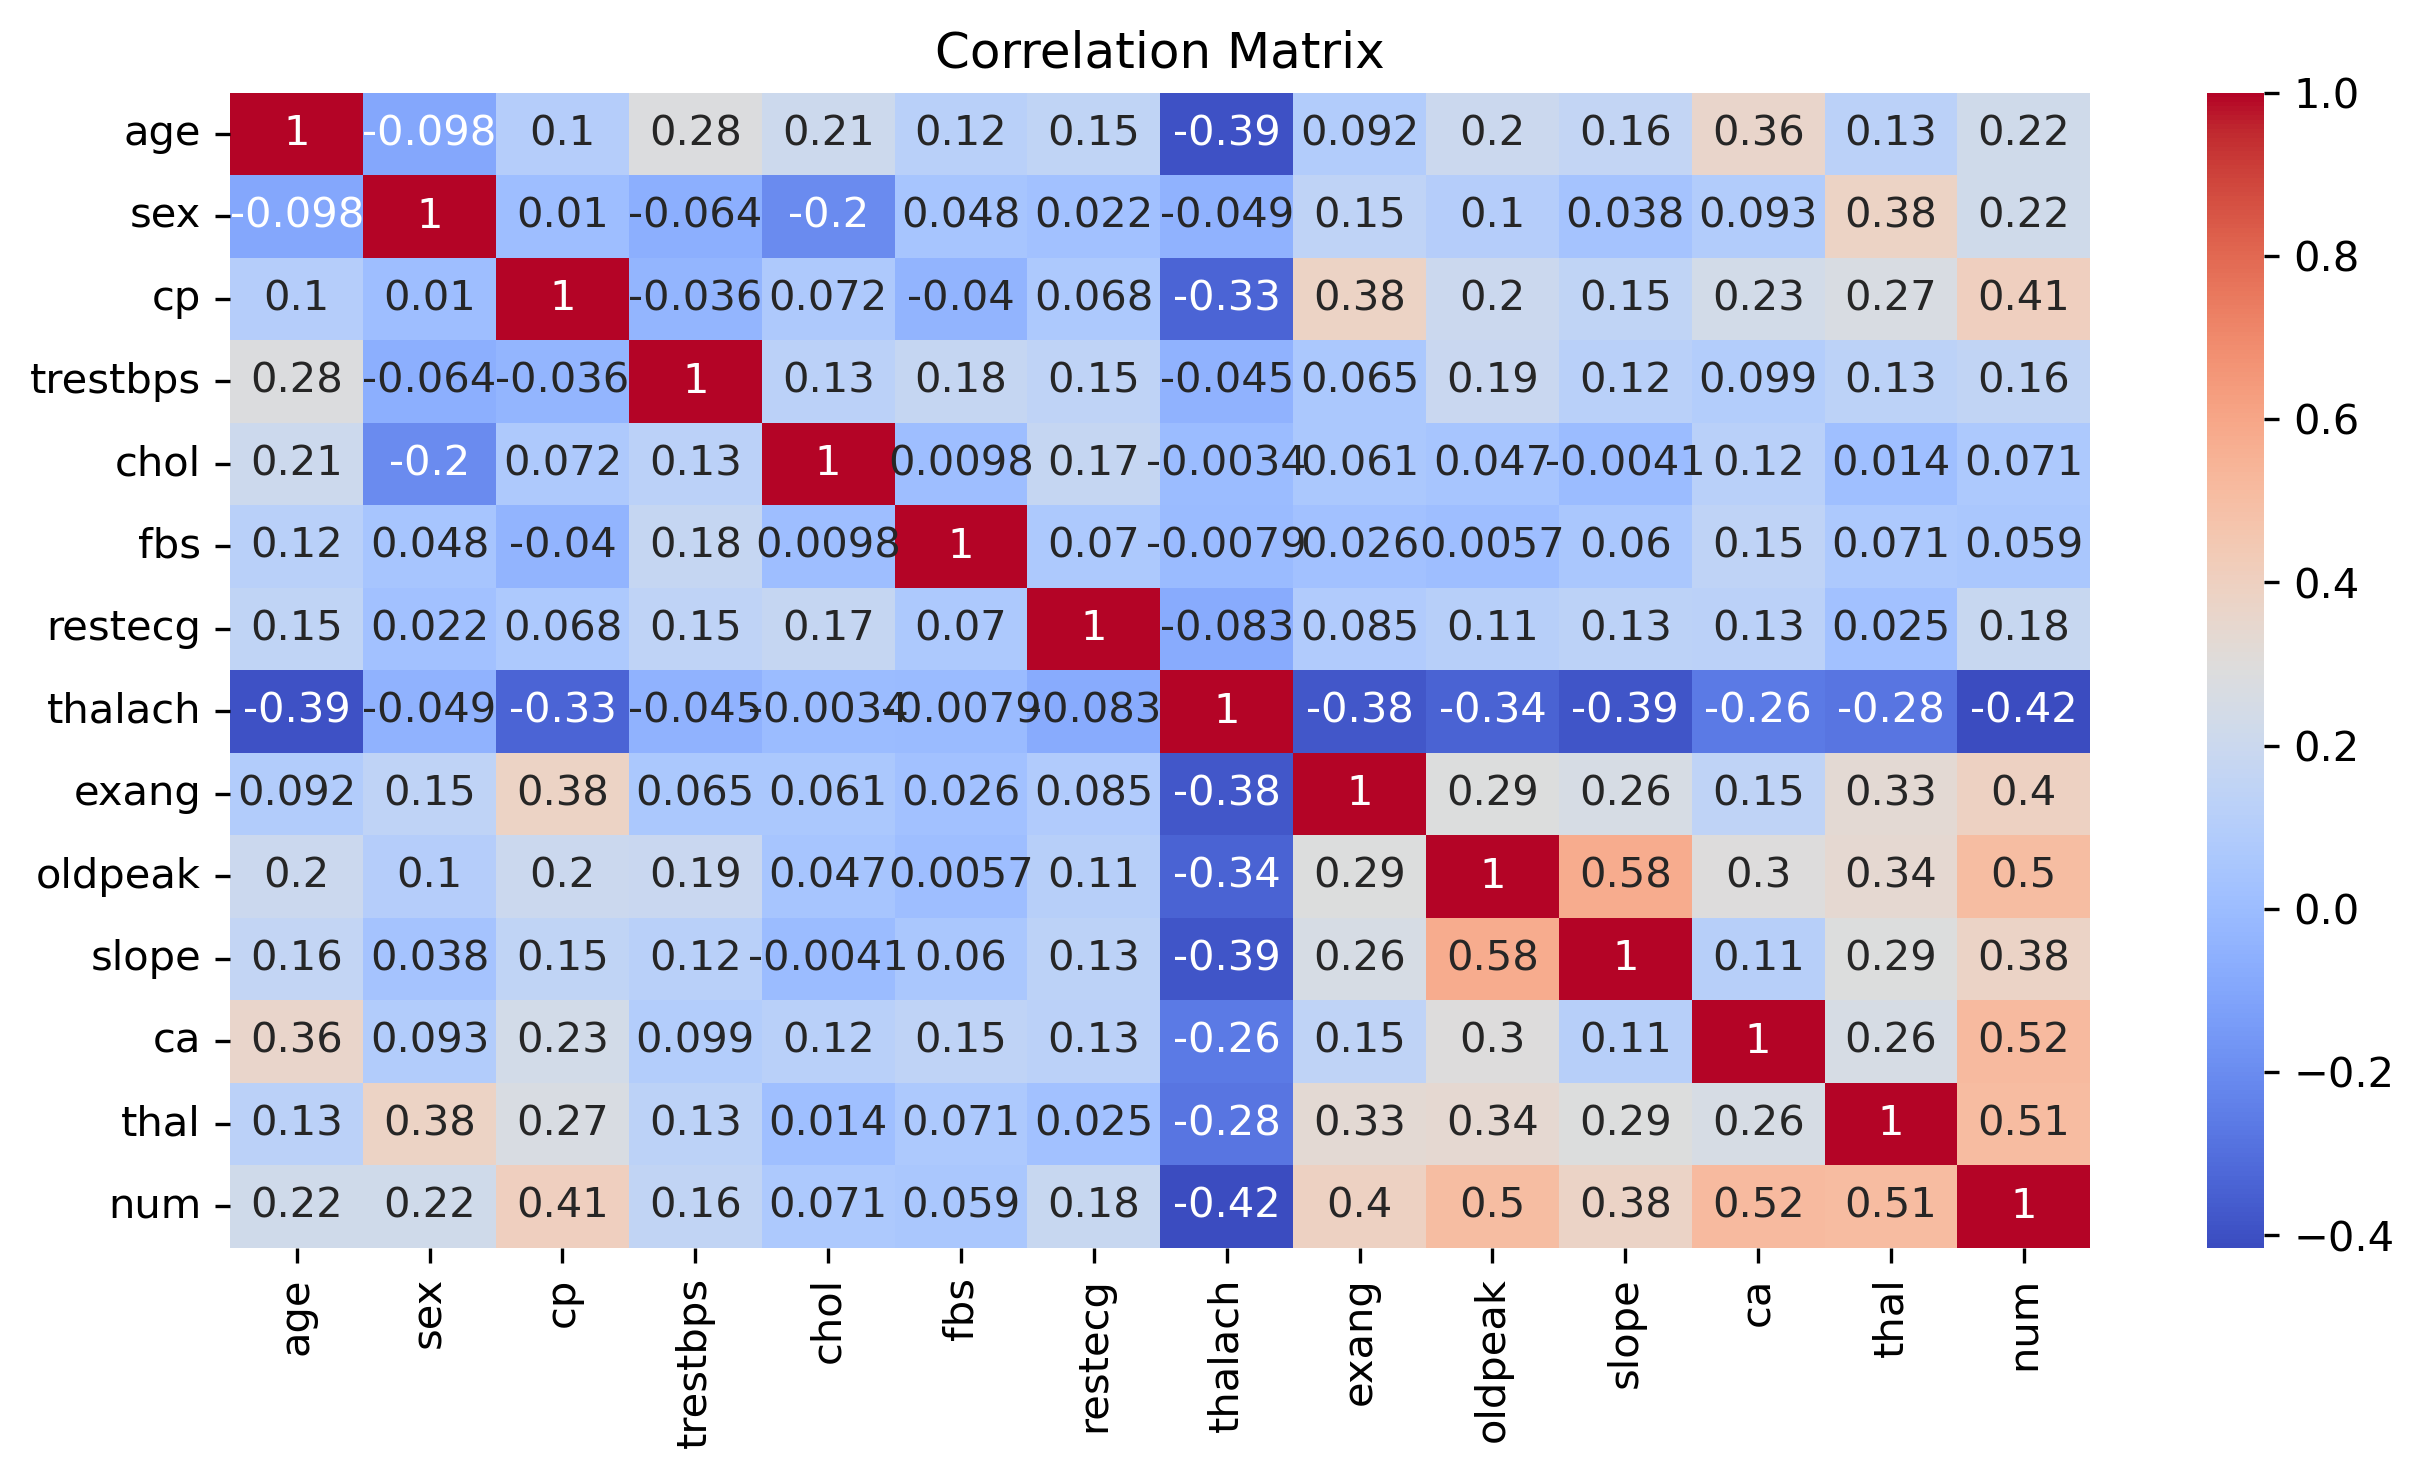 Correlation Matrix
age 1 -0.098 0.1 0.28 0.21 0.12 0.15 -0.39 0.092 0.2 0.16 0.36 0.13 0.22
sex -0.098 1 0.01 -0.064 -0.2 0.048 0.022 -0.049 0.15 0.1 0.038 0.093 0.38 0.22
cp 0.1 0.01 1 -0.036 0.072 -0.04 0.068 -0.33 0.38 0.2 0.15 0.23 0.27 0.41
trestbps 0.28 -0.064 -0.036 1 0.13 0.18 0.15 -0.045 0.065 0.19 0.12 0.099 0.13 0.16
chol 0.21 -0.2 0.072 0.13 1 0.0098 0.17 -0.0034 0.061 0.047 -0.0041 0.12 0.014 0.071
fbs 0.12 0.048 -0.04 0.18 0.0098 1 0.07 -0.0079 0.026 0.0057 0.06 0.15 0.071 0.059
restecg 0.15 0.022 0.068 0.15 0.17 0.07 1 -0.083 0.085 0.11 0.13 0.13 0.025 0.18
thalach -0.39 -0.049 -0.33 -0.045 -0.0034 -0.0079 -0.083 1 -0.38 -0.34 -0.39 -0.26 -0.28 -0.42
exang 0.092 0.15 0.38 0.065 0.061 0.026 0.085 -0.38 1 0.29 0.26 0.15 0.33 0.4
oldpeak 0.2 0.1 0.2 0.19 0.047 0.0057 0.11 -0.34 0.29 1 0.58 0.3 0.34 0.5
slope 0.16 0.038 0.15 0.12 -0.0041 0.06 0.13 -0.39 0.26 0.58 1 0.11 0.29 0.38
ca 0.36 0.093 0.23 0.099 0.12 0.15 0.13 -0.26 0.15 0.3 0.11 1 0.26 0.52
thal 0.13 0.38 0.27 0.13 0.014 0.071 0.025 -0.28 0.33 0.34 0.29 0.26 1 0.51
num 0.22 0.22 0.41 0.16 0.071 0.059 0.18 -0.42 0.4 0.5 0.38 0.52 0.51 1
age sex cp trestbps chol fbs restecg thalach exang oldpeak slope ca thal num
1.0
0.8
0.6
0.4
0.2
0.0
−0.2
−0.4